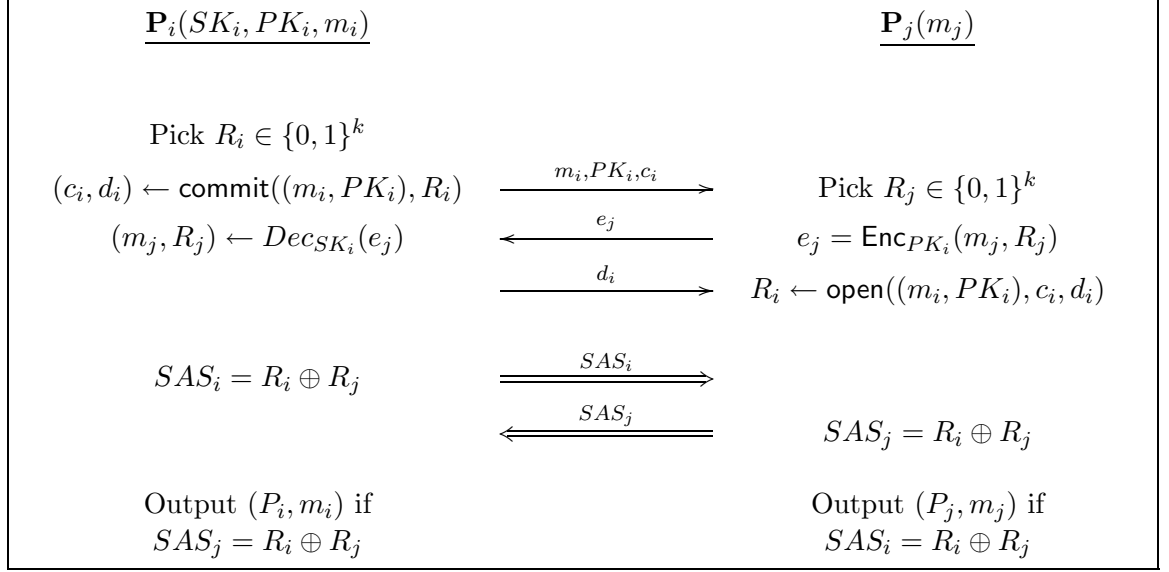 P_i(SK_i, PK_i, m_i) P_j(m_j)
Pick R_i ∈ {0, 1}^k
(c_i, d_i) ← commit((m_i, PK_i), R_i) m_i,PK_i,c_i Pick R_j ∈ {0, 1}^k
(m_j, R_j) ← Dec_{SK_i}(e_j) e_j e_j = Enc_{PK_i}(m_j, R_j)
d_i R_i ← open((m_i, PK_i), c_i, d_i)
SAS_i = R_i ⊕ R_j SAS_i
SAS_j SAS_j = R_i ⊕ R_j
Output (P_i, m_i) if Output (P_j, m_j) if
SAS_j = R_i ⊕ R_j SAS_i = R_i ⊕ R_j